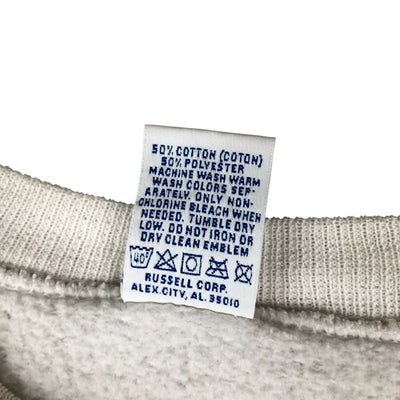 50% COTTON (COTON)
50% POLYESTER
MACHINE WASH WARM
WASH COLORS SEP-
ARATELY. ONLY NON-
CHLORINE BLEACH WHEN
NEEDED. TUMBLE DRY
LOW. DO NOT IRON OR
DRY CLEAN EMBLEM
40°
RUSSELL CORP.
ALEX. CITY, AL. 35010